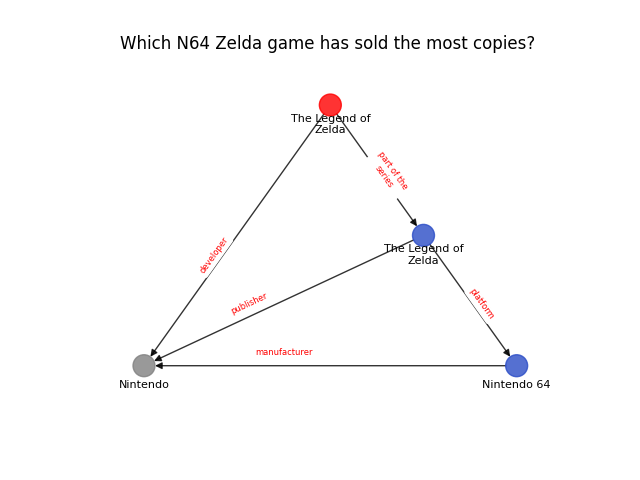 Which N64 Zelda game has sold the most copies?
The Legend of
Zelda
part of the
series
developer
The Legend of
Zelda
publisher
platform
manufacturer
Nintendo
Nintendo 64